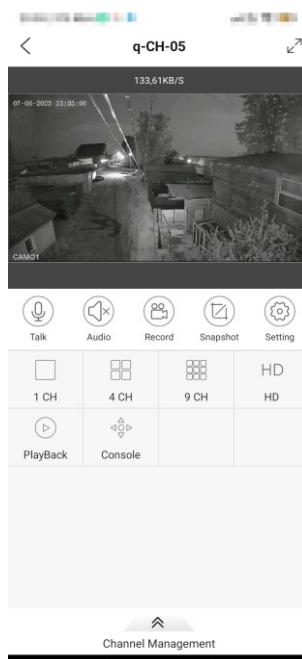 q-CH-05
133,61KB/S
07-06-2023 23:03:00
CAM01
Talk
Audio
Record
Snapshot
Setting
1 CH
4 CH
9 CH
HD
HD
PlayBack
Console
Channel Management